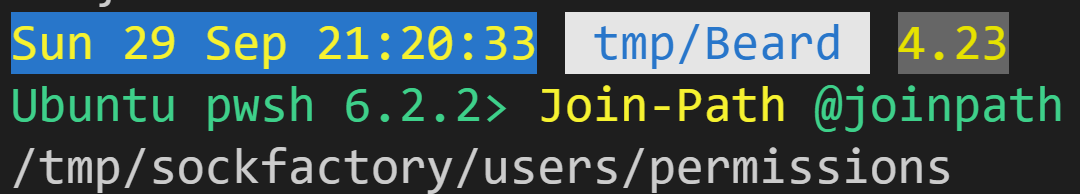 Sun 29 Sep 21:20:33 tmp/Beard 4.23
Ubuntu pwsh 6.2.2> Join-Path @joinpath
/tmp/sockfactory/users/permissions